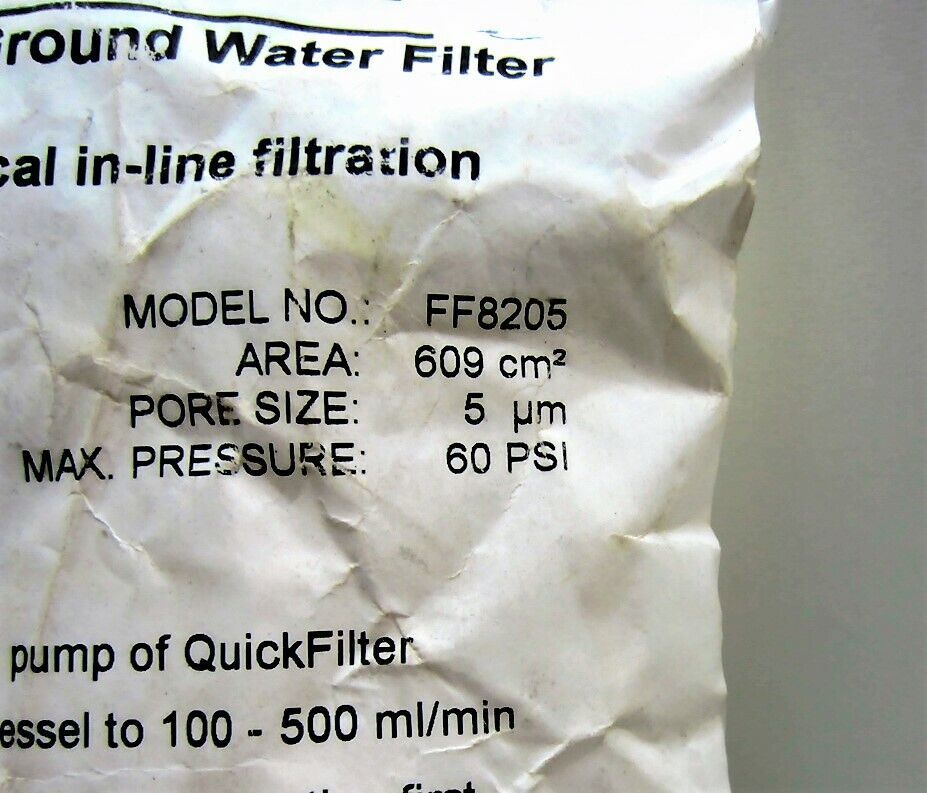 Ground Water Filter
cal in-line filtration
MODEL NO.: FF8205
AREA: 609 cm²
PORE SIZE: 5 µm
MAX. PRESSURE: 60 PSI
pump of QuickFilter
essel to 100 - 500 ml/min
first